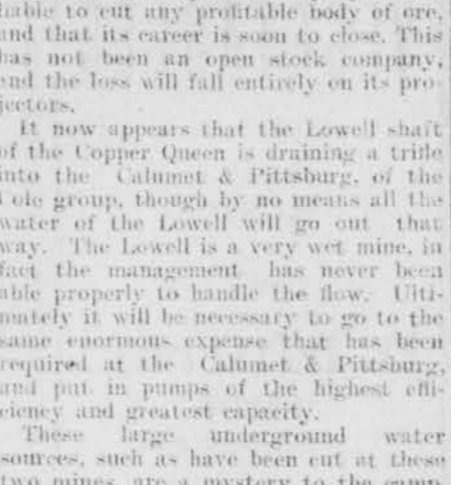 liable to cut any profitable body of ore,
and that its career is soon to close. This
has not been an open stock company,
and the loss will fall entirely on its pro-
jectors.
It now appears that the Lowell shaft
of the Copper Queen is draining a trifle
into the Calumet & Pittsburg, of the
Cole group, though by no means all the
water of the Lowell will go out that
way. The Lowell is a very wet mine, in
fact the management has never been
able properly to handle the flow. Ulti-
mately it will be necessary to go to the
same enormous expense that has been
required at the Calumet & Pittsburg,
and put in pumps of the highest effi-
ciency and greatest capacity.
These large underground water
sources, such as have been cut at these
two mines, are a mystery to the camp